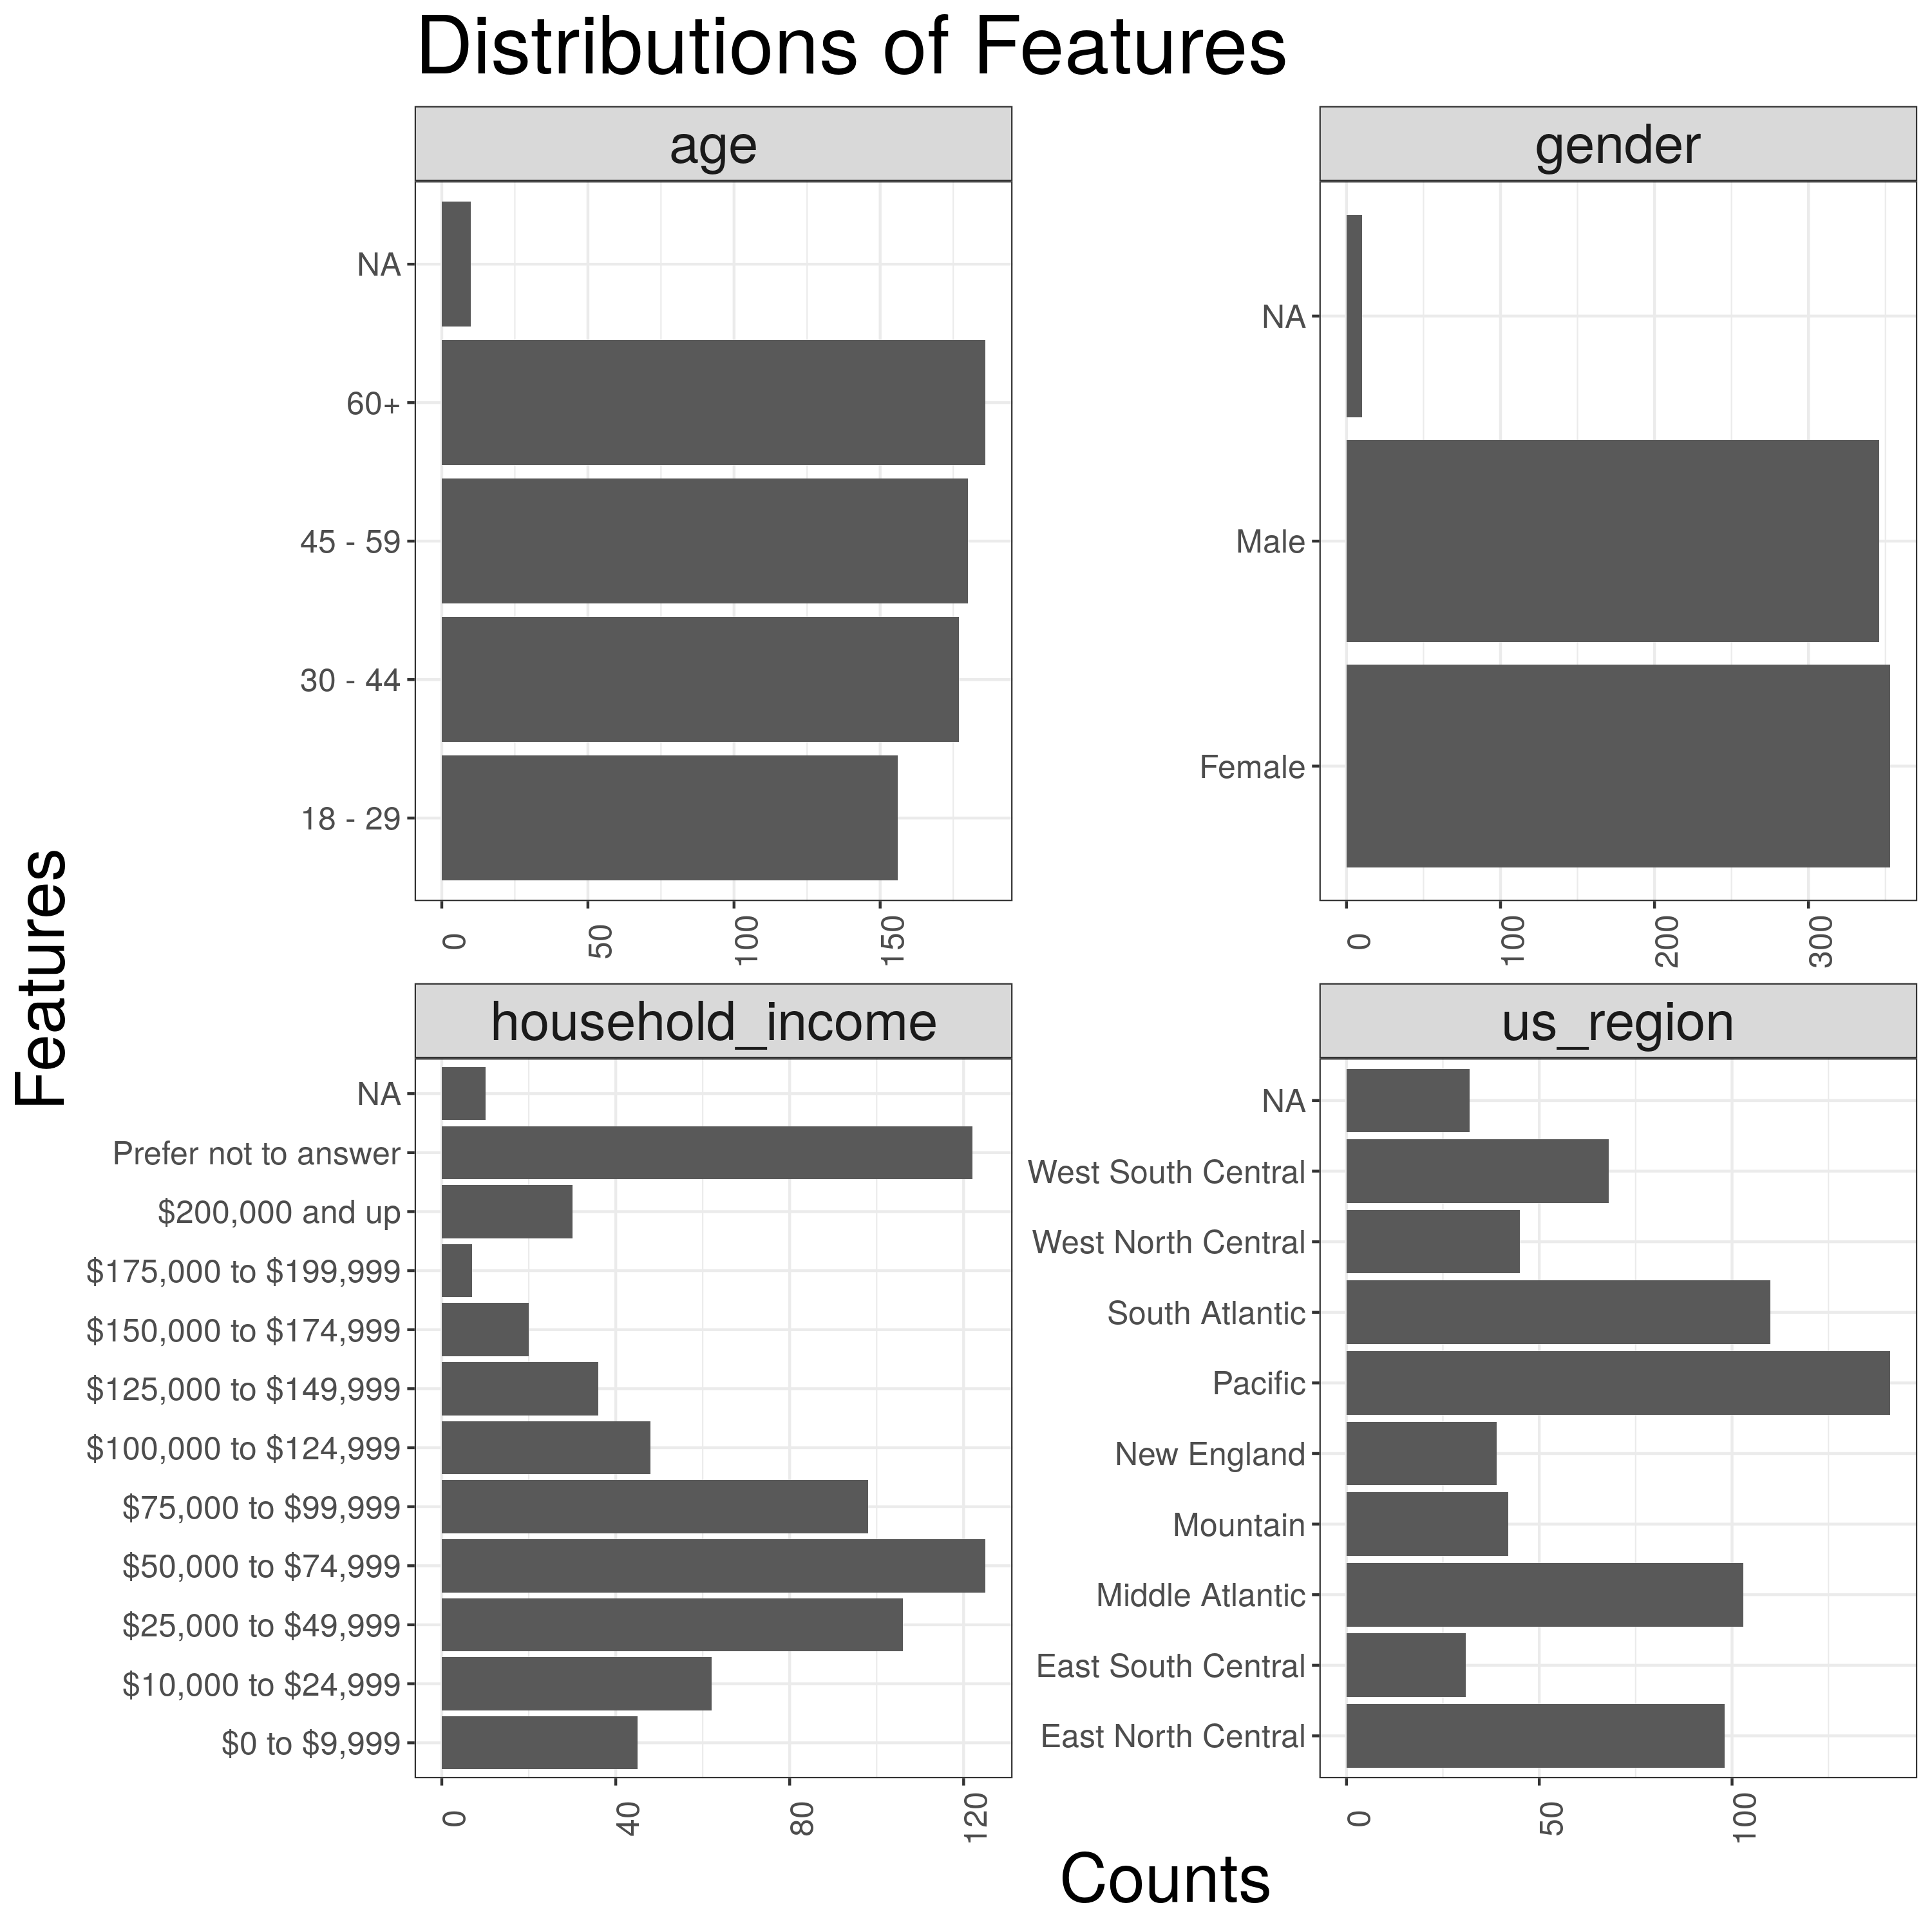 Distributions of Features
age
NA
60+
45 - 59
30 - 44
18 - 29
0
50
100
150
gender
NA
Male
Female
0
100
200
300
household_income
NA
Prefer not to answer
$200,000 and up
$175,000 to $199,999
$150,000 to $174,999
$125,000 to $149,999
$100,000 to $124,999
$75,000 to $99,999
$50,000 to $74,999
$25,000 to $49,999
$10,000 to $24,999
$0 to $9,999
0
40
80
120
us_region
NA
West South Central
West North Central
South Atlantic
Pacific
New England
Mountain
Middle Atlantic
East South Central
East North Central
0
50
100
Features
Counts